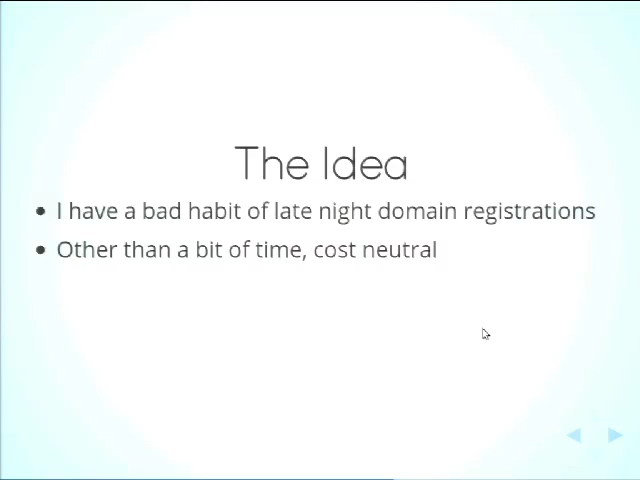 The Idea
• I have a bad habit of late night domain registrations
• Other than a bit of time, cost neutral